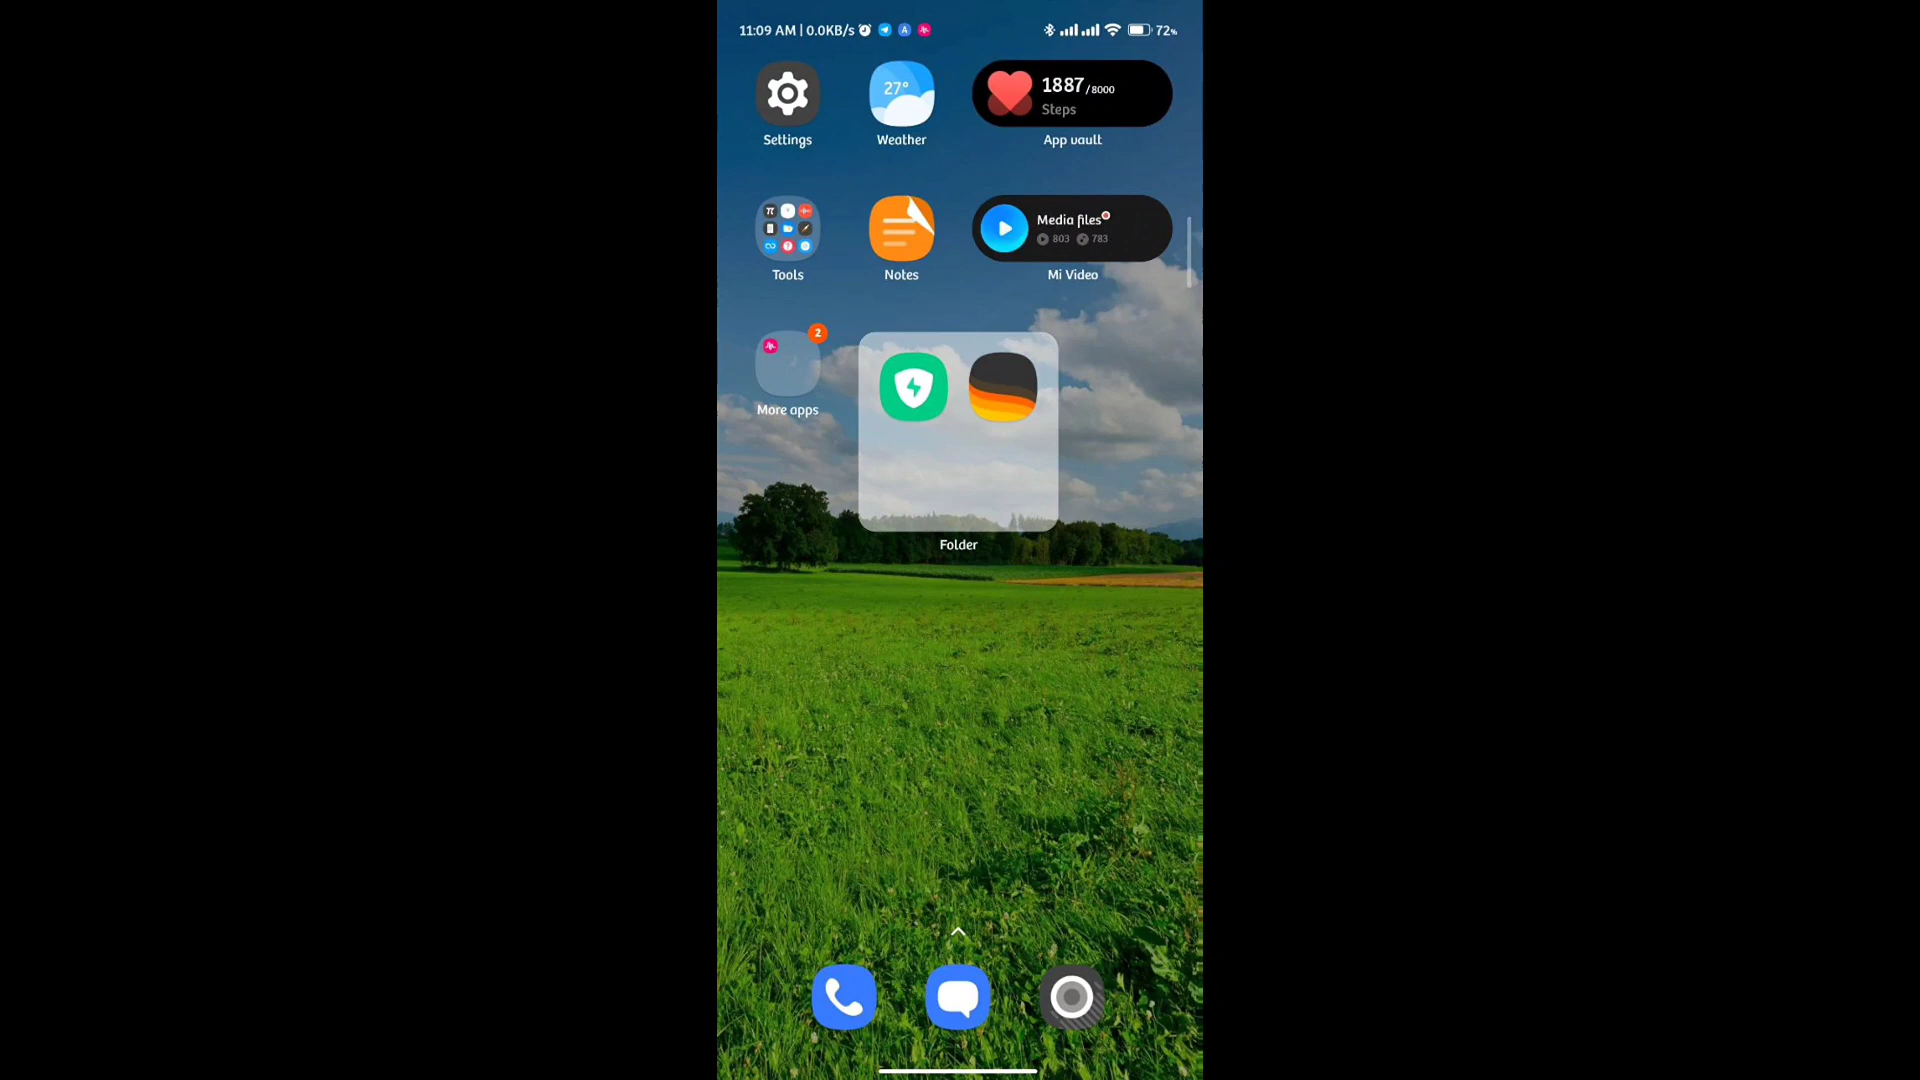 11:09 AM | 0.0KB/s A 72%
27°
1887/8000
Steps
Settings
Weather
App vault
π
Media files
803 783
Tools
Notes
Mi Video
2
More apps
Folder